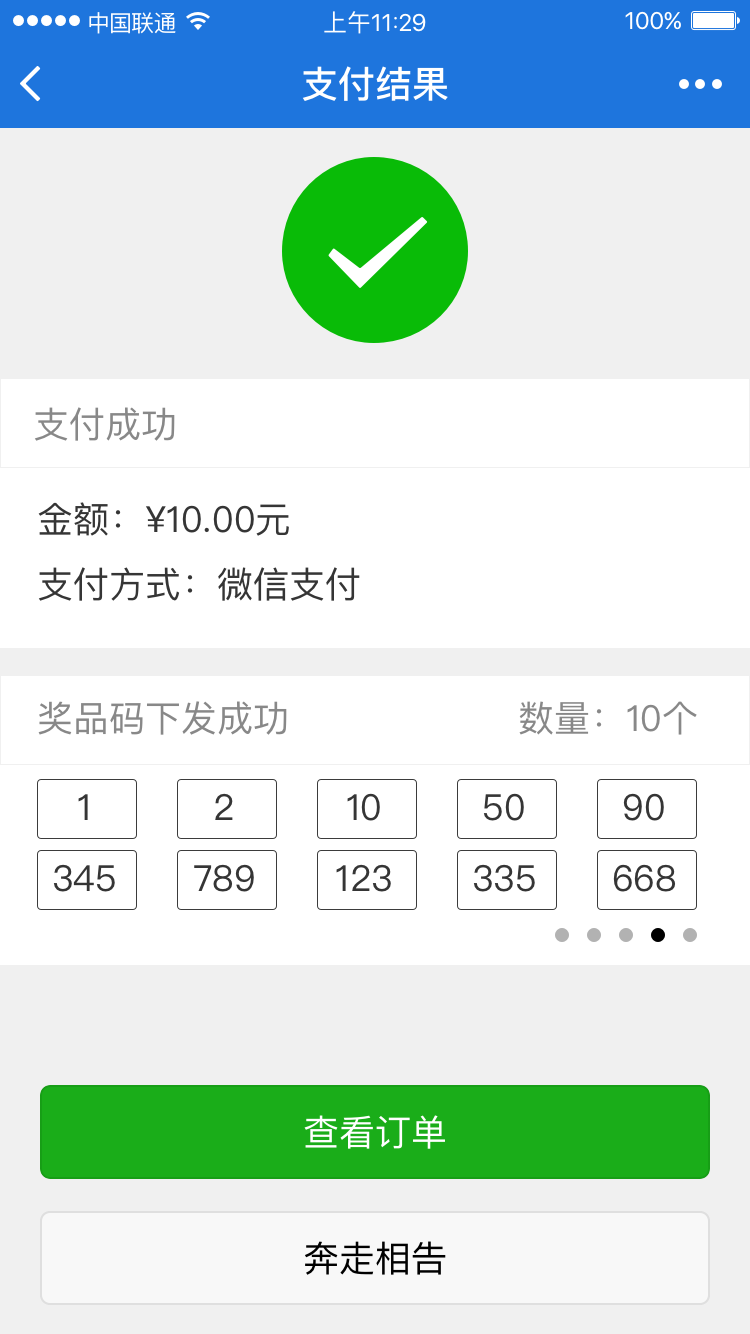 中国联通 上午11:29 100%
支付结果
支付成功
金额：¥10.00元
支付方式：微信支付
奖品码下发成功 数量：10个
1 2 10 50 90
345 789 123 335 668
查看订单
奔走相告